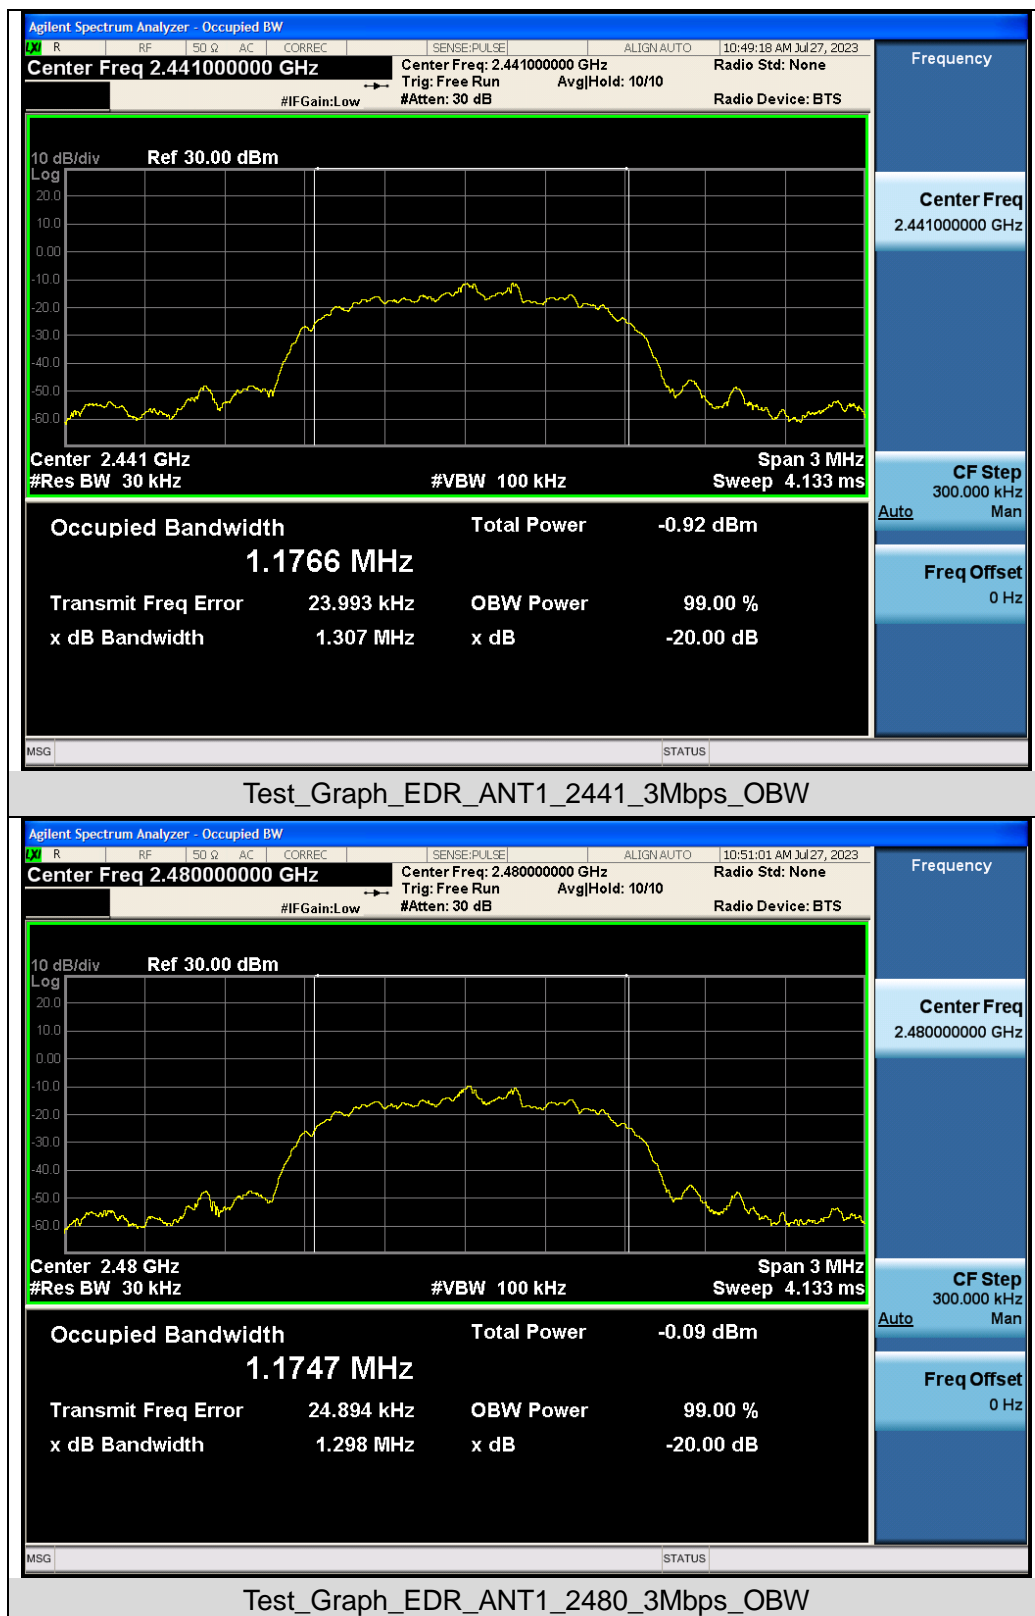 Agilent Spectrum Analyzer - Occupied BW
LXI R RF 50 Ω AC CORREC SENSE:PULSE ALIGN AUTO 10:49:18 AM Jul 27, 2023
Center Freq 2.441000000 GHz Center Freq: 2.441000000 GHz Radio Std: None
Trig: Free Run Avg|Hold: 10/10
#IFGain:Low #Atten: 30 dB Radio Device: BTS
Frequency
10 dB/div Ref 30.00 dBm
Log
20.0
10.0
0.00
-10.0
-20.0
-30.0
-40.0
-50.0
-60.0
Center 2.441 GHz Span 3 MHz
#Res BW 30 kHz #VBW 100 kHz Sweep 4.133 ms
Center Freq
2.441000000 GHz
CF Step
300.000 kHz
Auto Man
Freq Offset
0 Hz
Occupied Bandwidth Total Power -0.92 dBm
1.1766 MHz
Transmit Freq Error 23.993 kHz OBW Power 99.00 %
x dB Bandwidth 1.307 MHz x dB -20.00 dB
MSG STATUS
Test_Graph_EDR_ANT1_2441_3Mbps_OBW
Agilent Spectrum Analyzer - Occupied BW
LXI R RF 50 Ω AC CORREC SENSE:PULSE ALIGN AUTO 10:51:01 AM Jul 27, 2023
Center Freq 2.480000000 GHz Center Freq: 2.480000000 GHz Radio Std: None
Trig: Free Run Avg|Hold: 10/10
#IFGain:Low #Atten: 30 dB Radio Device: BTS
Frequency
10 dB/div Ref 30.00 dBm
Log
20.0
10.0
0.00
-10.0
-20.0
-30.0
-40.0
-50.0
-60.0
Center 2.48 GHz Span 3 MHz
#Res BW 30 kHz #VBW 100 kHz Sweep 4.133 ms
Center Freq
2.480000000 GHz
CF Step
300.000 kHz
Auto Man
Freq Offset
0 Hz
Occupied Bandwidth Total Power -0.09 dBm
1.1747 MHz
Transmit Freq Error 24.894 kHz OBW Power 99.00 %
x dB Bandwidth 1.298 MHz x dB -20.00 dB
MSG STATUS
Test_Graph_EDR_ANT1_2480_3Mbps_OBW